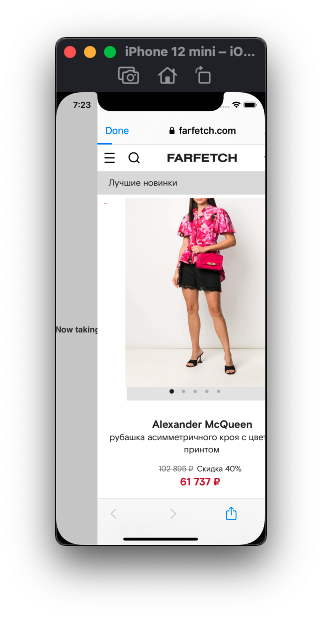 iPhone 12 mini – iO...
7:23
Done
farfetch.com
FARFETCH
Лучшие новинки
Now taking
Alexander McQueen
рубашка асимметричного кроя с цвет
принтом
102 895 ₽ Скидка 40%
61 737 ₽